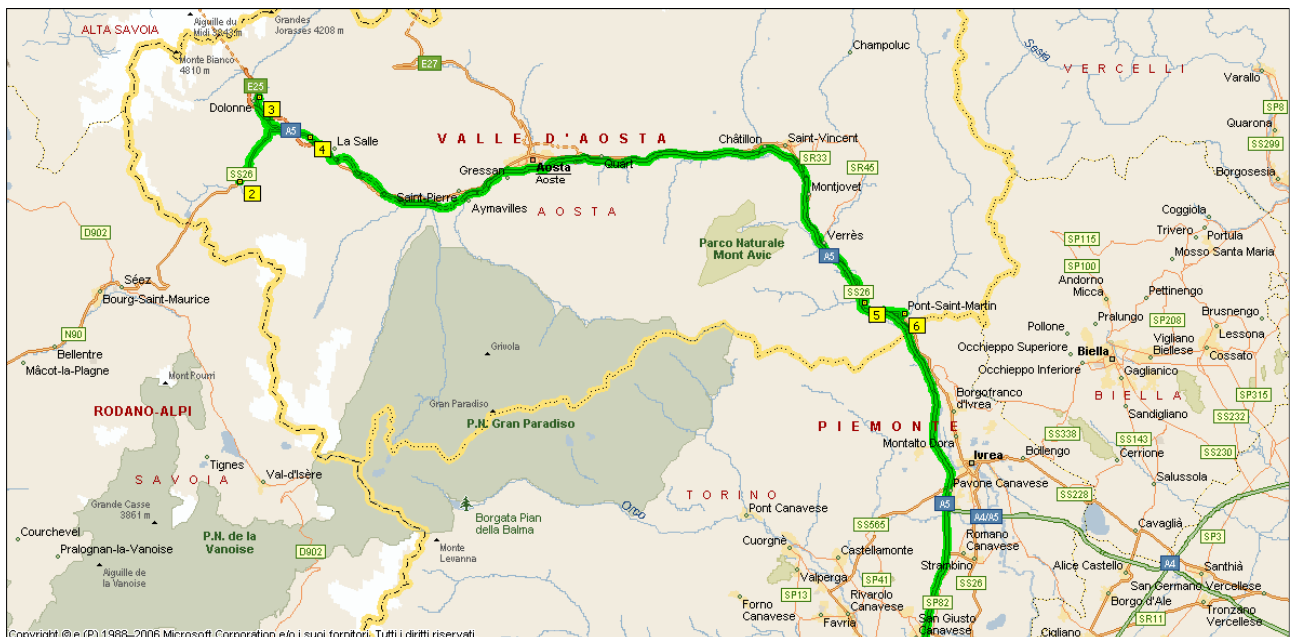 ALTA SAVOIA
Aiguille du
Midi 3843 m
Grandes
Jorasses 4208 m
Monte Bianco
4810 m
E25
E27
Champoluc
Sesia
VERCELLI
Varallo
SP8
Quarona
SS299
Borgosesia
Dolonne
3
A5
4
La Salle
VALLE D'AOSTA
Châtillon
Saint-Vincent
SR33
SR45
Aosta
Aoste
Quart
Gressan
Montjovet
SS26
2
Saint-Pierre
Aymavilles
AOSTA
Coggiola
Trivero
Portula
Mosso Santa Maria
SP115
SP100
D902
Parco Naturale
Mont Avic
Verrès
A5
Séez
Bourg-Saint-Maurice
SS26
5
Pont-Saint-Martin
6
Andorno
Micca
Pettinengo
Pralungo
SP208
Brusnengo
Pollone
Vigliano
Biellese
Lessona
N90
Bellentre
Mâcot-la-Plagne
Mont Pourri
Grivola
Occhieppo Superiore
Biella
Cossato
Occhieppo Inferiore
Gaglianico
BIELLA
SP315
Borgofranco
d'Ivrea
Sandigliano
SS232
RODANO-ALPI
Gran Paradiso
P.N. Gran Paradiso
PIEMONTE
Montalto Dora
SS338
SS143
Cerrione
SS230
Ivrea
Bollengo
Tignes
SAVOIA
Val-d'Isère
Salussola
Pavone Canavese
SS228
TORINO
Grande Casse
3861 m
Orco
Borgata Pian
della Balma
Pont Canavese
A5
A4/A5
SS565
Romano
Canavese
Cavaglià
SP3
Courchevel
Pralognan-la-Vanoise
P.N. de la
Vanoise
D902
Monte
Levanna
Cuorgnè
Castellamonte
Strambino
Aiguille de
la Vanoise
Valperga
SP41
SS26
Alice Castello
A4
Santhià
San Germano Vercellese
Forno
Canavese
SP13
Rivarolo
Canavese
SP82
Borgo d'Ale
Tronzano
Vercellese
Favria
San Giusto
Canavese
Cigliano
Copyright © e (P) 1988–2006 Microsoft Corporation e/o i suoi fornitori. Tutti i diritti riservati.